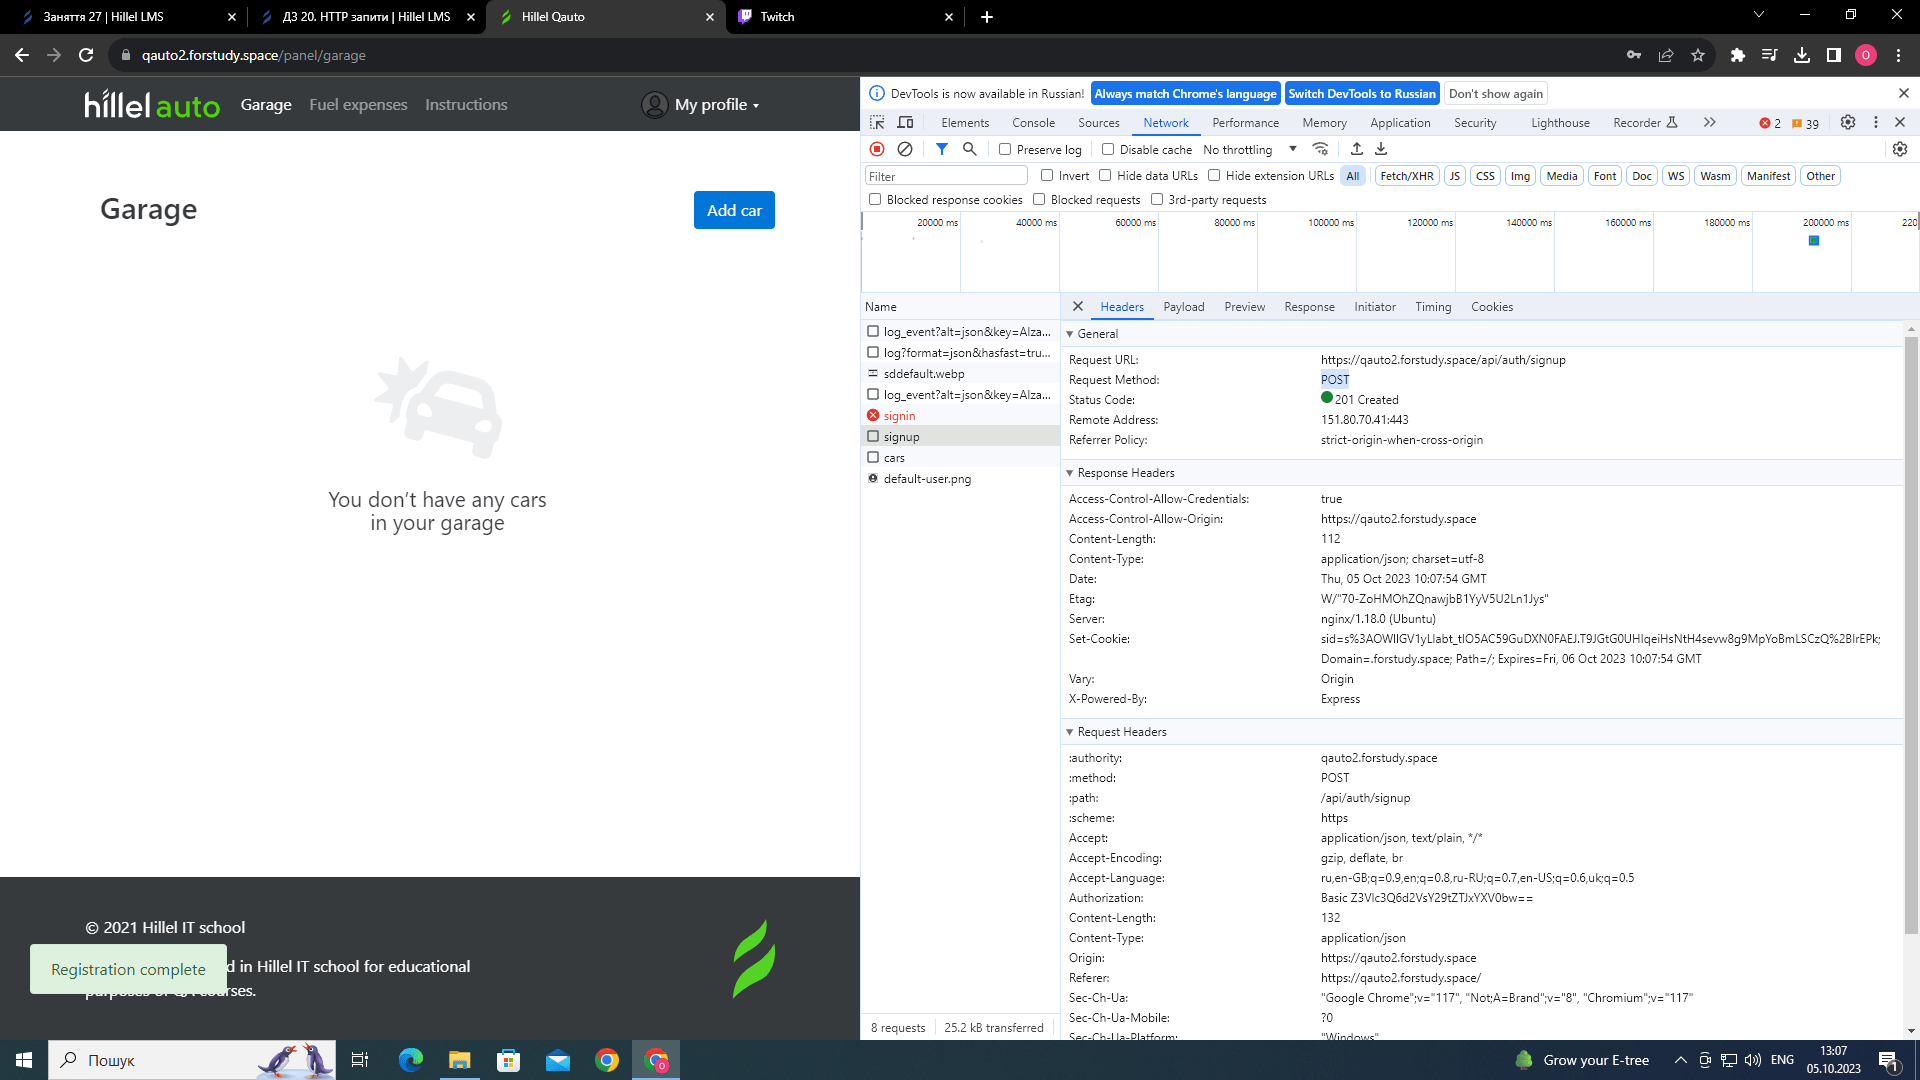 Заняття 27 | Hillel LMS
ДЗ 20. HTTP запити | Hillel LMS
Hillel Qauto
Twitch
qauto2.forstudy.space/panel/garage
O
hillel auto
Garage
Fuel expenses
Instructions
My profile
DevTools is now available in Russian!
Always match Chrome's language
Switch DevTools to Russian
Don't show again
Elements
Console
Sources
Network
Performance
Memory
Application
Security
Lighthouse
Recorder
2
39
Preserve log
Disable cache
No throttling
Filter
Invert
Hide data URLs
Hide extension URLs
All
Fetch/XHR
JS
CSS
Img
Media
Font
Doc
WS
Wasm
Manifest
Other
Blocked response cookies
Blocked requests
3rd-party requests
20000 ms
40000 ms
60000 ms
80000 ms
100000 ms
120000 ms
140000 ms
160000 ms
180000 ms
200000 ms
220
Garage
Add car
You don't have any cars
in your garage
Name
log_event?alt=json&key=AIza...
log?format=json&hasfast=tru...
sddefault.webp
log_event?alt=json&key=AIza...
signin
signup
cars
default-user.png
8 requests
25.2 kB transferred
Headers
Payload
Preview
Response
Initiator
Timing
Cookies
General
Request URL: https://qauto2.forstudy.space/api/auth/signup
Request Method: POST
Status Code: 201 Created
Remote Address: 151.80.70.41:443
Referrer Policy: strict-origin-when-cross-origin
Response Headers
Access-Control-Allow-Credentials: true
Access-Control-Allow-Origin: https://qauto2.forstudy.space
Content-Length: 112
Content-Type: application/json; charset=utf-8
Date: Thu, 05 Oct 2023 10:07:54 GMT
Etag: W/"70-ZoHMOhZQnawjbB1YyV5U2Ln1Jys"
Server: nginx/1.18.0 (Ubuntu)
Set-Cookie:
Domain=.forstudy.space; Path=/; Expires=Fri, 06 Oct 2023 10:07:54 GMT
Vary: Origin
X-Powered-By: Express
Request Headers
:authority: qauto2.forstudy.space
:method: POST
:path: /api/auth/signup
:scheme: https
Accept: application/json, text/plain, */*
Accept-Encoding: gzip, deflate, br
Accept-Language: ru,en-GB;q=0.9,en;q=0.8,ru-RU;q=0.7,en-US;q=0.6,uk;q=0.5
Authorization: Basic Z3Vlc3Q6d2VsY29tZTJxYXV0bw==
Content-Length: 132
Content-Type: application/json
Origin: https://qauto2.forstudy.space
Referer: https://qauto2.forstudy.space/
Sec-Ch-Ua: "Google Chrome";v="117", "Not;A=Brand";v="8", "Chromium";v="117"
Sec-Ch-Ua-Mobile: ?0
Sec-Ch-Ua-Platform: "Windows"
© 2021 Hillel IT school
Registration complete
d in Hillel IT school for educational
purposes of QA courses.
Пошук
Grow your E-tree
ENG
13:07
05.10.2023
1